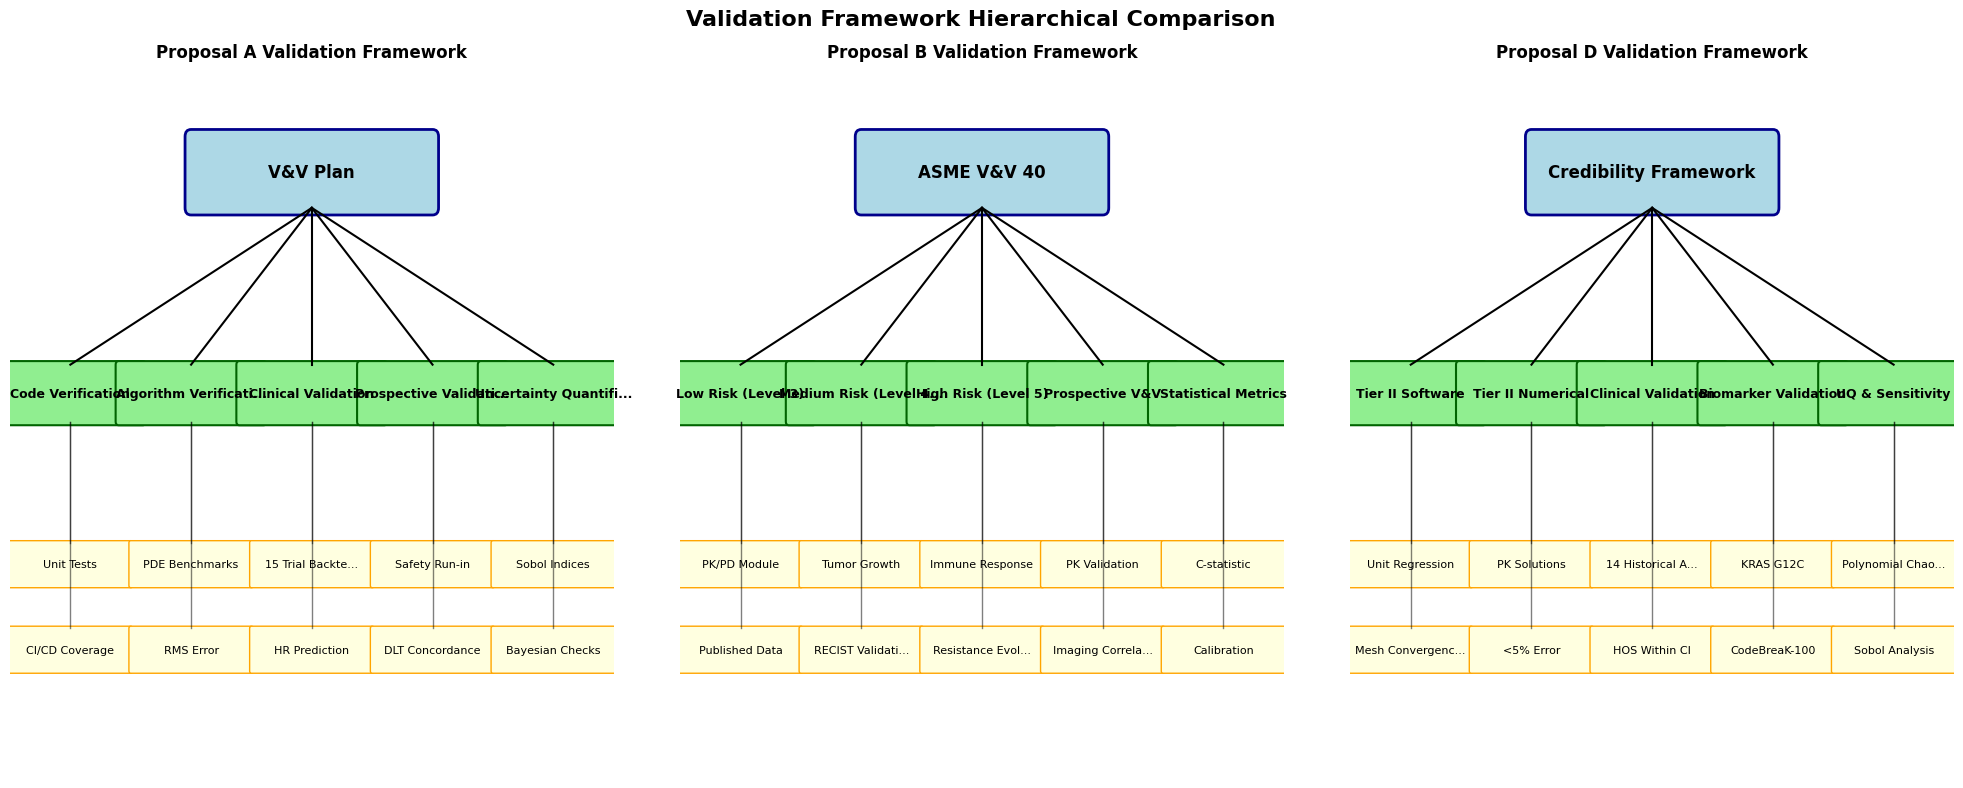 Validation Framework Hierarchical Comparison
Proposal A Validation Framework
Proposal B Validation Framework
Proposal D Validation Framework
V&V Plan
ASME V&V 40
Credibility Framework
Code Verification
Algorithm Verificati...
Clinical Validation
Prospective Validati...
Uncertainty Quantifi...
Low Risk (Level 3)
Medium Risk (Level 4...
High Risk (Level 5)
Prospective V&V
Statistical Metrics
Tier II Software
Tier II Numerical
Clinical Validation
Biomarker Validation
UQ & Sensitivity
Unit Tests
PDE Benchmarks
15 Trial Backte...
Safety Run-in
Sobol Indices
PK/PD Module
Tumor Growth
Immune Response
PK Validation
C-statistic
Unit Regression
PK Solutions
14 Historical A...
KRAS G12C
Polynomial Chao...
CI/CD Coverage
RMS Error
HR Prediction
DLT Concordance
Bayesian Checks
Published Data
RECIST Validati...
Resistance Evol...
Imaging Correla...
Calibration
Mesh Convergenc...
<5% Error
HOS Within CI
CodeBreaK-100
Sobol Analysis